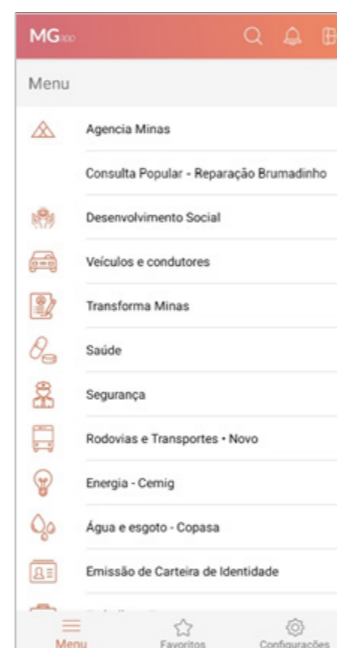 MG
Menu
Agencia Minas
Consulta Popular - Reparação Brumadinho
Desenvolvimento Social
Veículos e condutores
Transforma Minas
Saúde
Segurança
Rodovias e Transportes • Novo
Energia - Cemig
Água e esgoto - Copasa
Emissão de Carteira de Identidade
Menu
Favoritos
Configurações